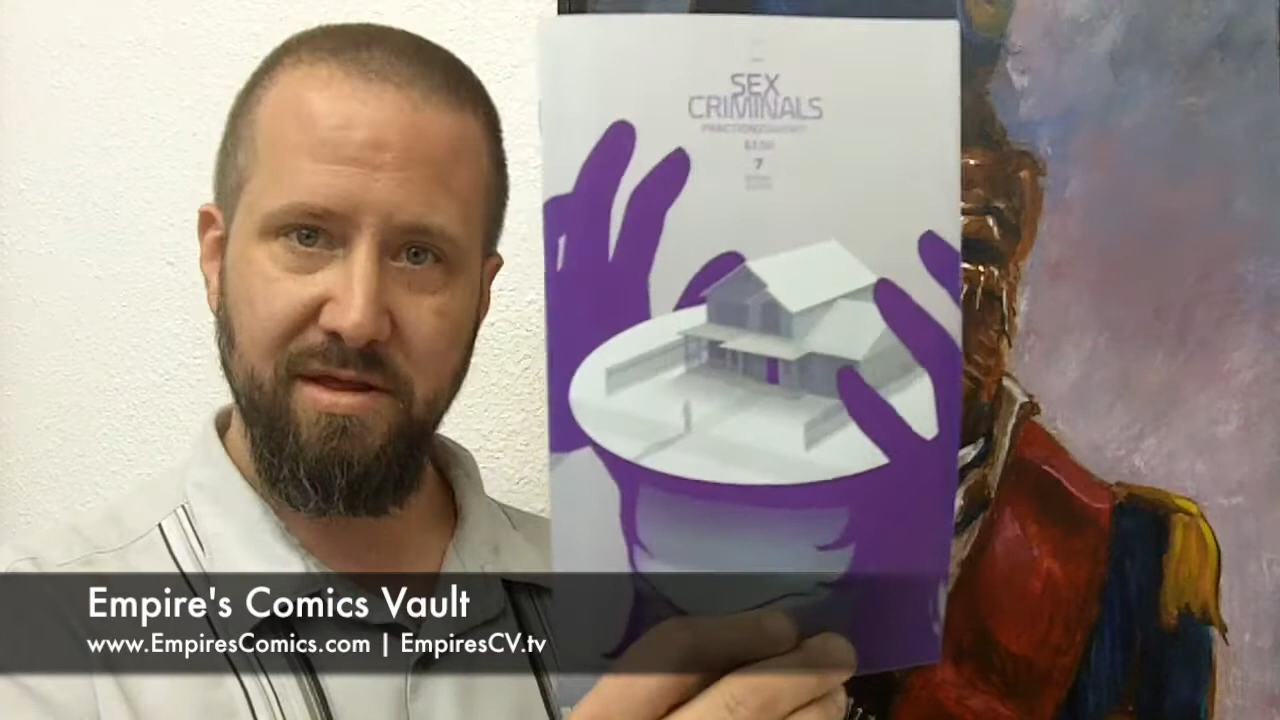 SEX
CRIMINALS
7
Empire's Comics Vault
www.EmpiresComics.com | EmpiresCV.tv